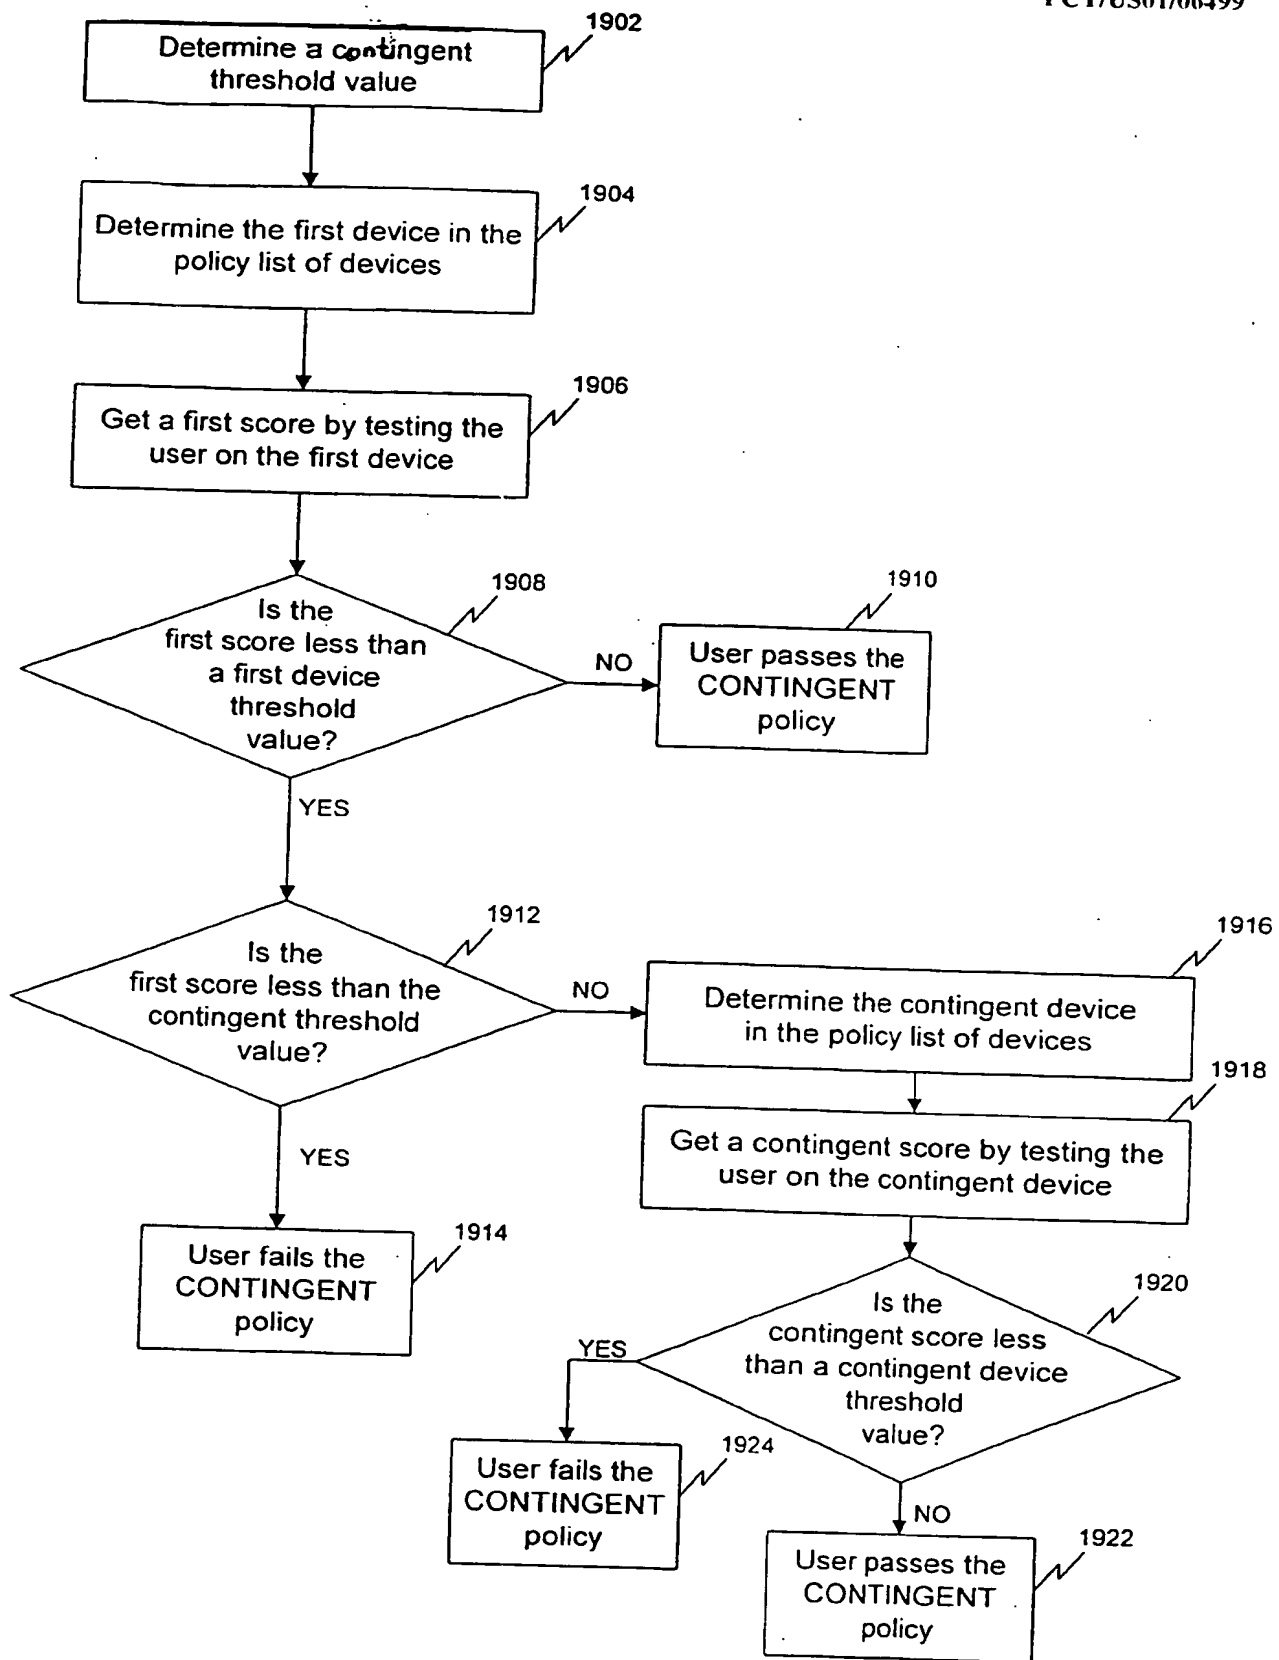 PCT/US01/06499
1902
Determine a contingent
threshold value
1904
Determine the first device in the
policy list of devices
1906
Get a first score by testing the
user on the first device
1908
Is the
first score less than
a first device
threshold
value?
NO
1910
User passes the
CONTINGENT
policy
YES
1912
Is the
first score less than the
contingent threshold
value?
NO
1916
Determine the contingent device
in the policy list of devices
1918
Get a contingent score by testing the
user on the contingent device
YES
1914
User fails the
CONTINGENT
policy
1920
Is the
contingent score less
than a contingent device
threshold
value?
YES
1924
User fails the
CONTINGENT
policy
NO
1922
User passes the
CONTINGENT
policy